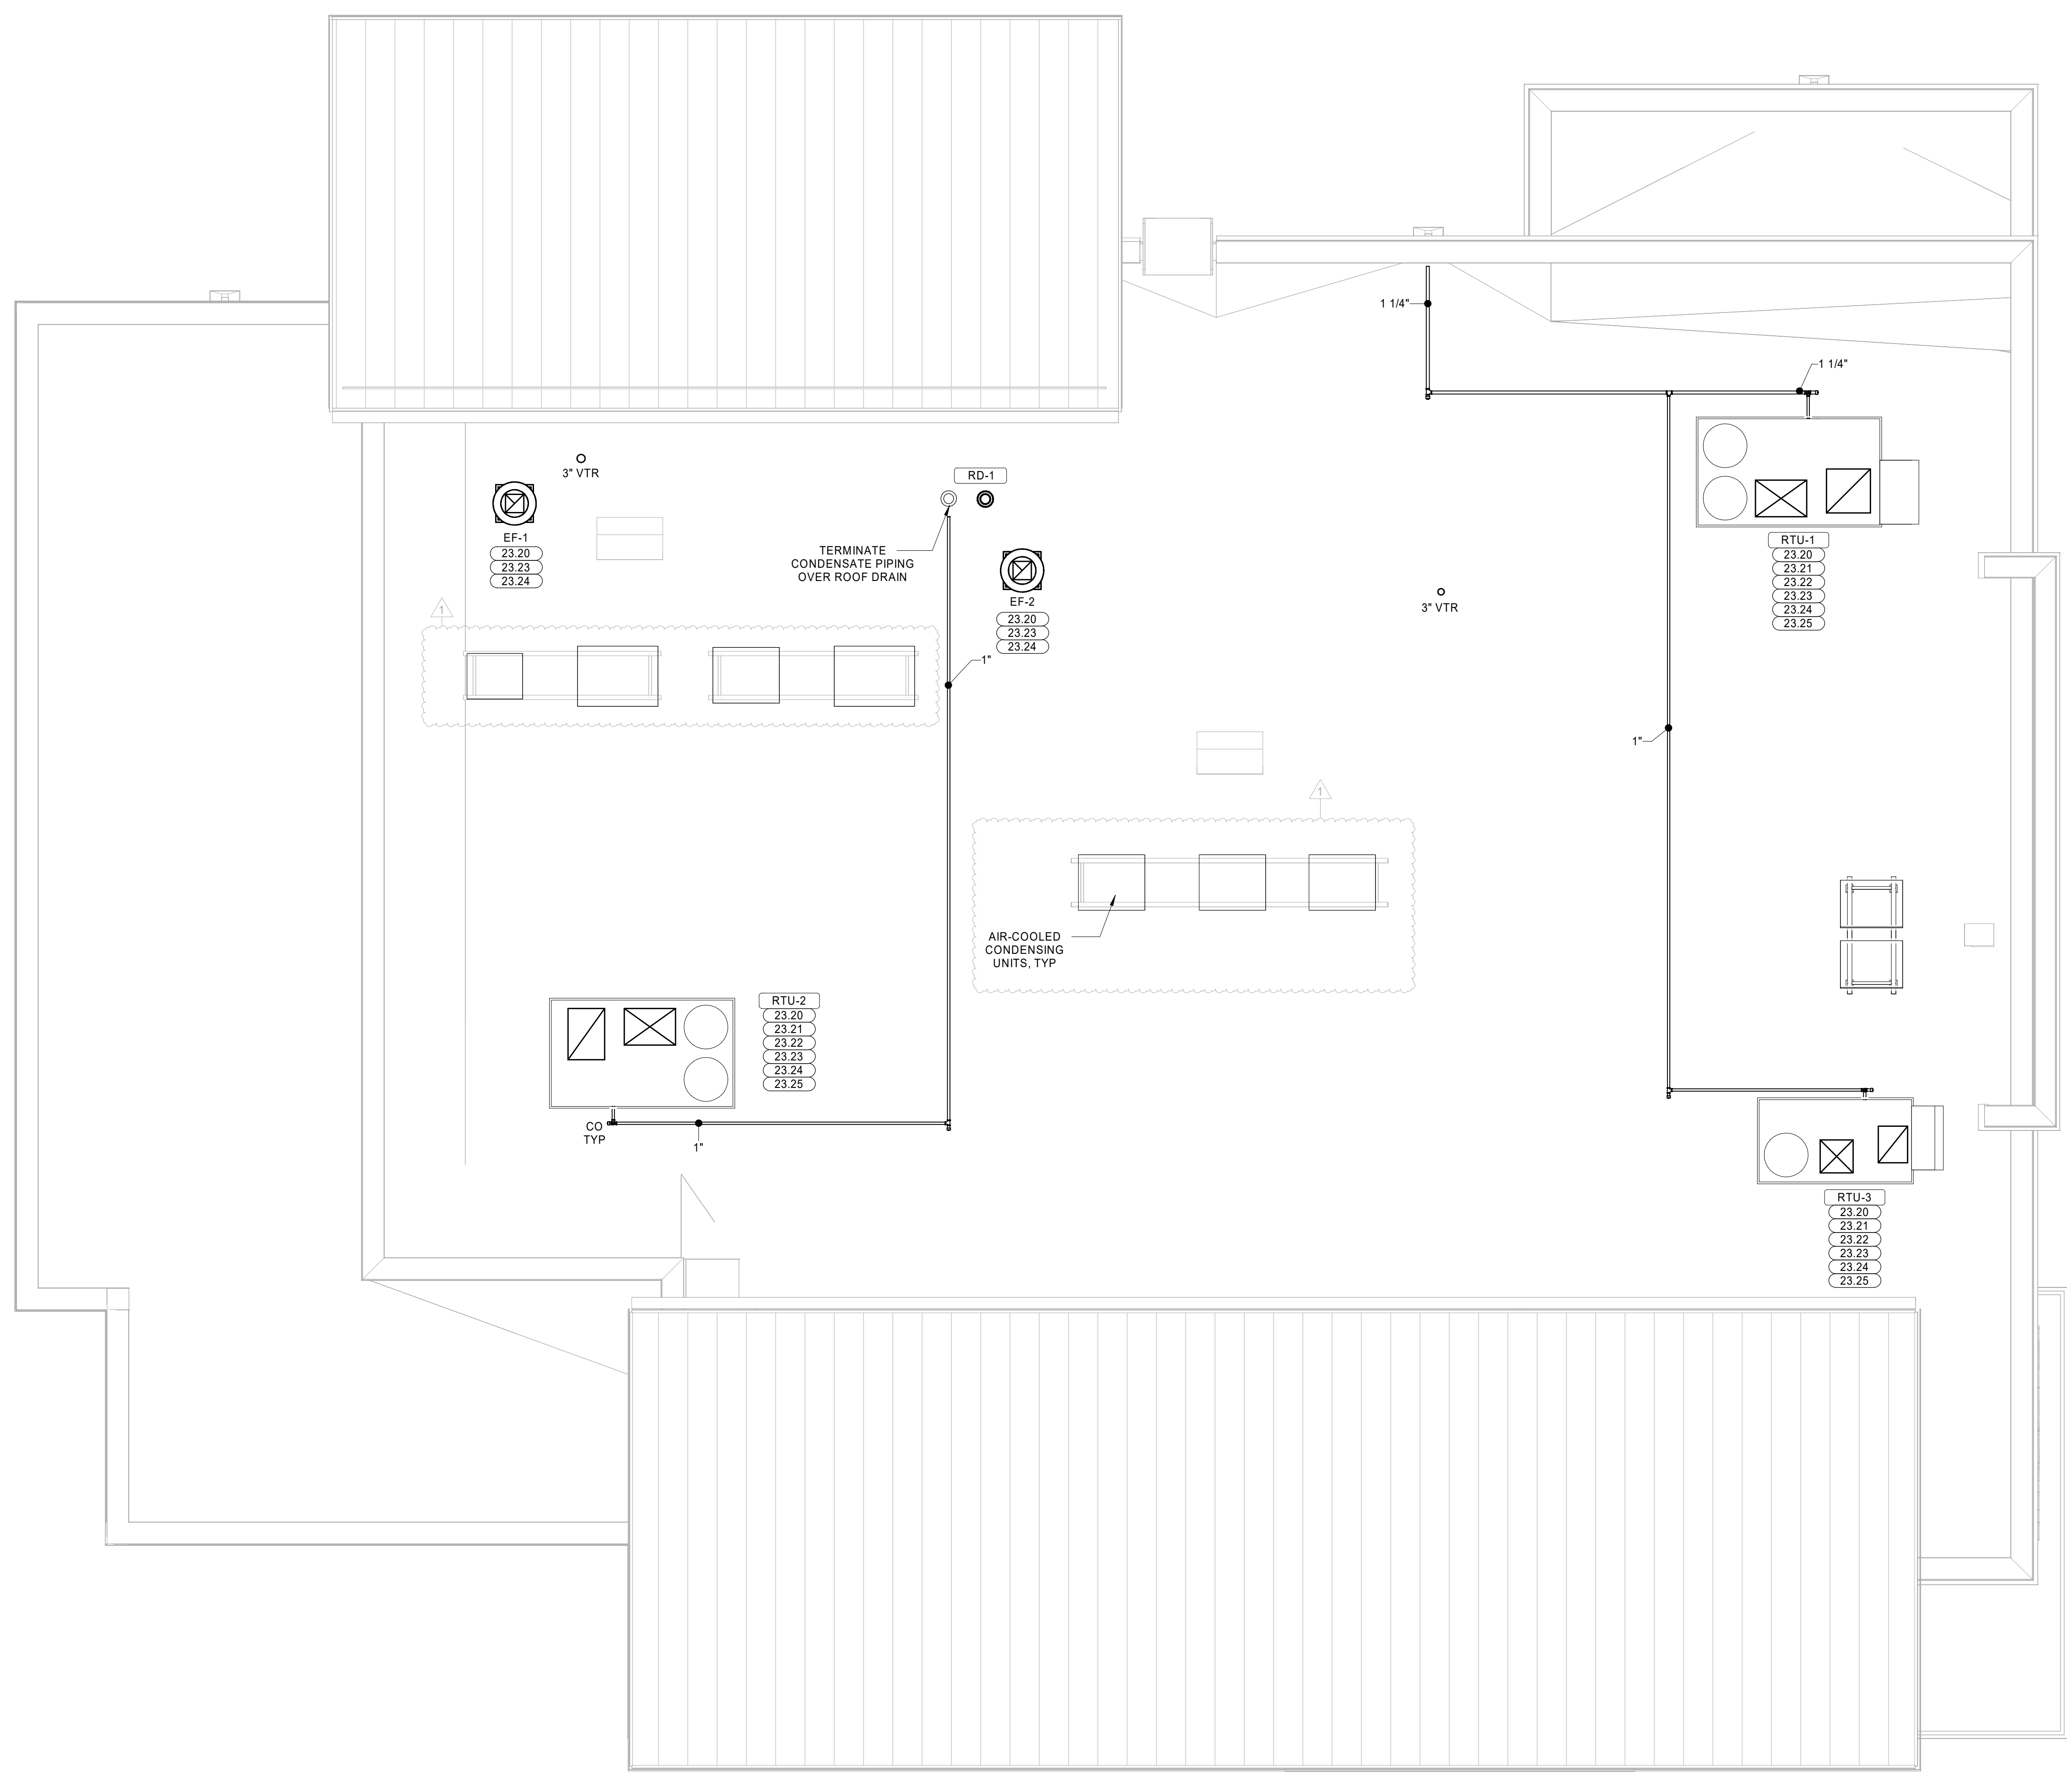 1 1/4"
1 1/4"
3" VTR
RD-1
EF-1
23.20
23.23
23.24
TERMINATE
CONDENSATE PIPING
OVER ROOF DRAIN
EF-2
23.20
23.23
23.24
RTU-1
23.20
21.21
23.22
23.23
23.24
23.25
3" VTR
1
1"
1"
1
AIR-COOLED
CONDENSING
UNITS, TYP
RTU-2
23.20
23.21
23.22
23.23
23.24
23.25
CO
TYP
1"
RTU-3
23.20
23.21
23.22
23.23
23.24
23.25